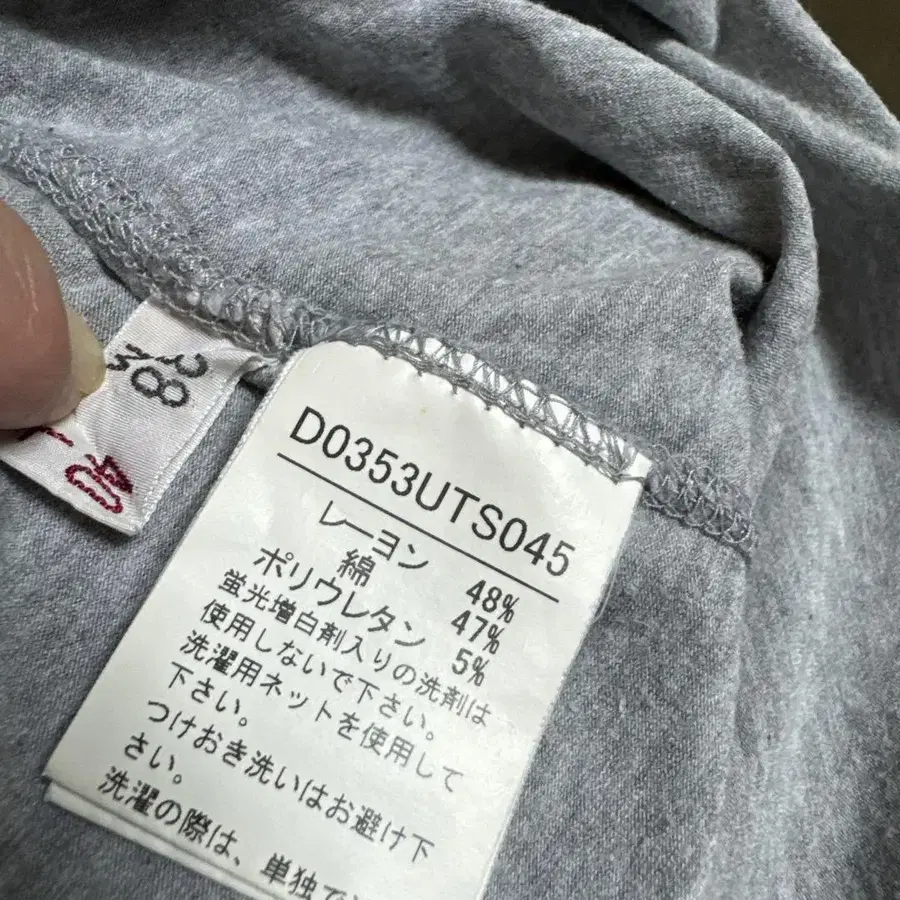 38
D0353UTS045
レーヨン 48%
綿 47%
ポリウレタン 5%
蛍光増白剤入りの洗剤は
使用しないで下さい。
洗濯用ネットを使用して
下さい。
つけおき洗いはお避け下
さい。
洗濯の際は、単独で